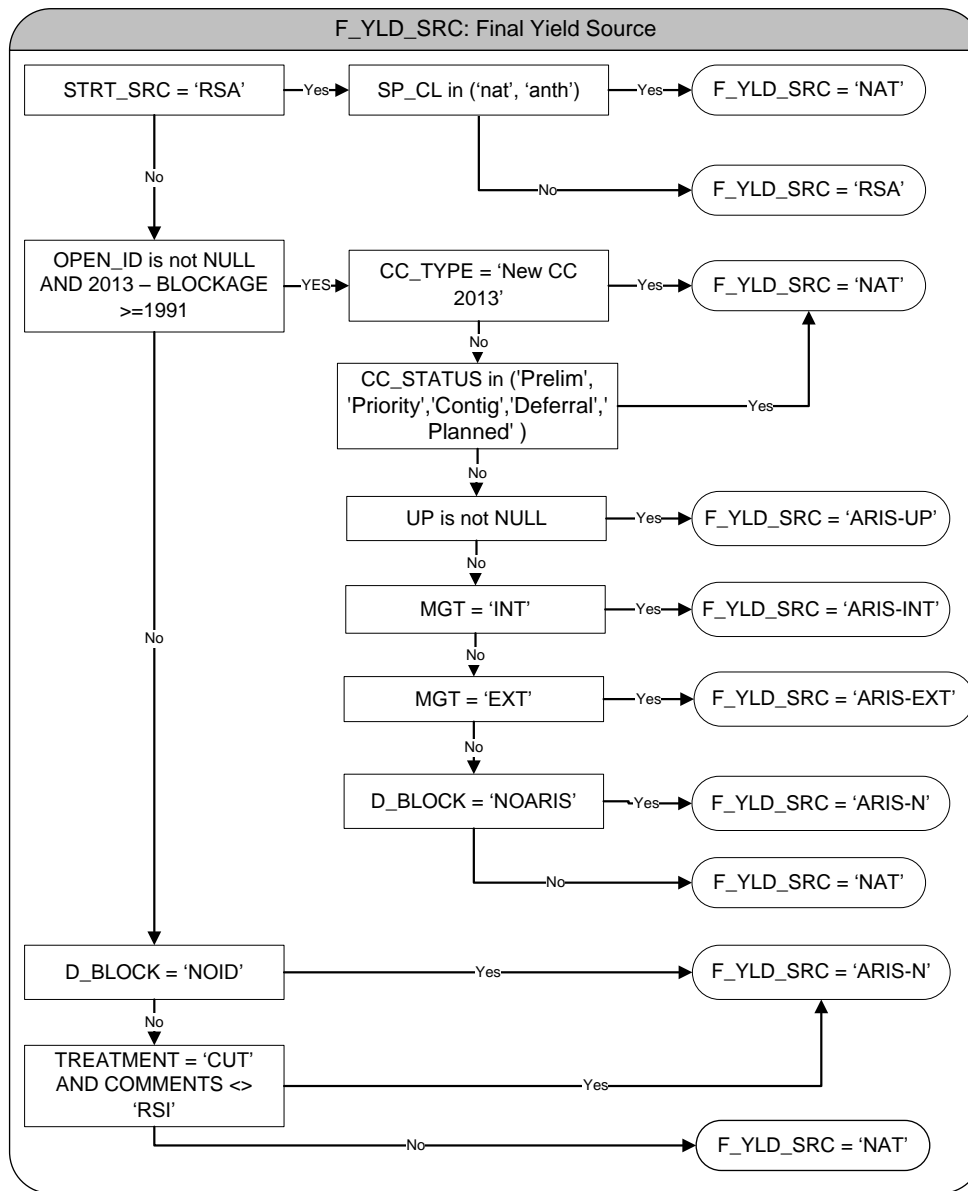 F_YLD_SRC: Final Yield Source
STRT_SRC = ‘RSA’
Yes
SP_CL in (‘nat’, ‘anth’)
Yes
F_YLD_SRC = ‘NAT’
No
No
F_YLD_SRC = ‘RSA’
OPEN_ID is not NULL
AND 2013 – BLOCKAGE
>=1991
YES
CC_TYPE = ‘New CC
2013’
Yes
F_YLD_SRC = ‘NAT’
No
CC_STATUS in ('Prelim',
'Priority','Contig','Deferral','
Planned' )
Yes
No
UP is not NULL
Yes
F_YLD_SRC = ‘ARIS-UP’
No
MGT = ‘INT’
Yes
F_YLD_SRC = ‘ARIS-INT’
No
No
MGT = ‘EXT’
Yes
F_YLD_SRC = ‘ARIS-EXT’
No
D_BLOCK = ‘NOARIS’
Yes
F_YLD_SRC = ‘ARIS-N’
No
F_YLD_SRC = ‘NAT’
D_BLOCK = ‘NOID’
Yes
F_YLD_SRC = ‘ARIS-N’
No
TREATMENT = ‘CUT’
AND COMMENTS <>
‘RSI’
Yes
No
F_YLD_SRC = ‘NAT’